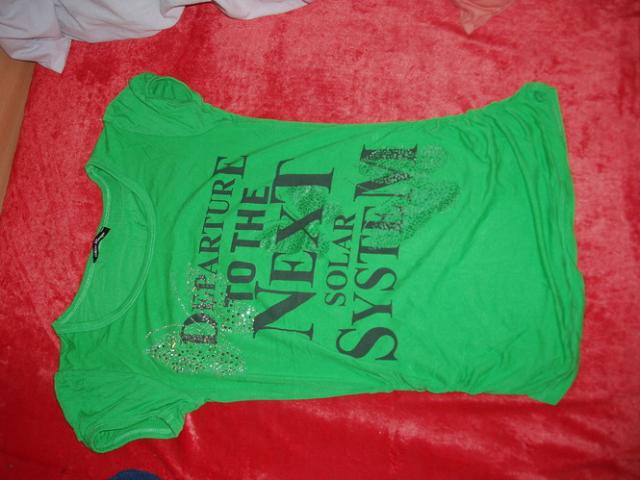 DEPARTURE
TO THE
NEXT
SOLAR
SYSTEM